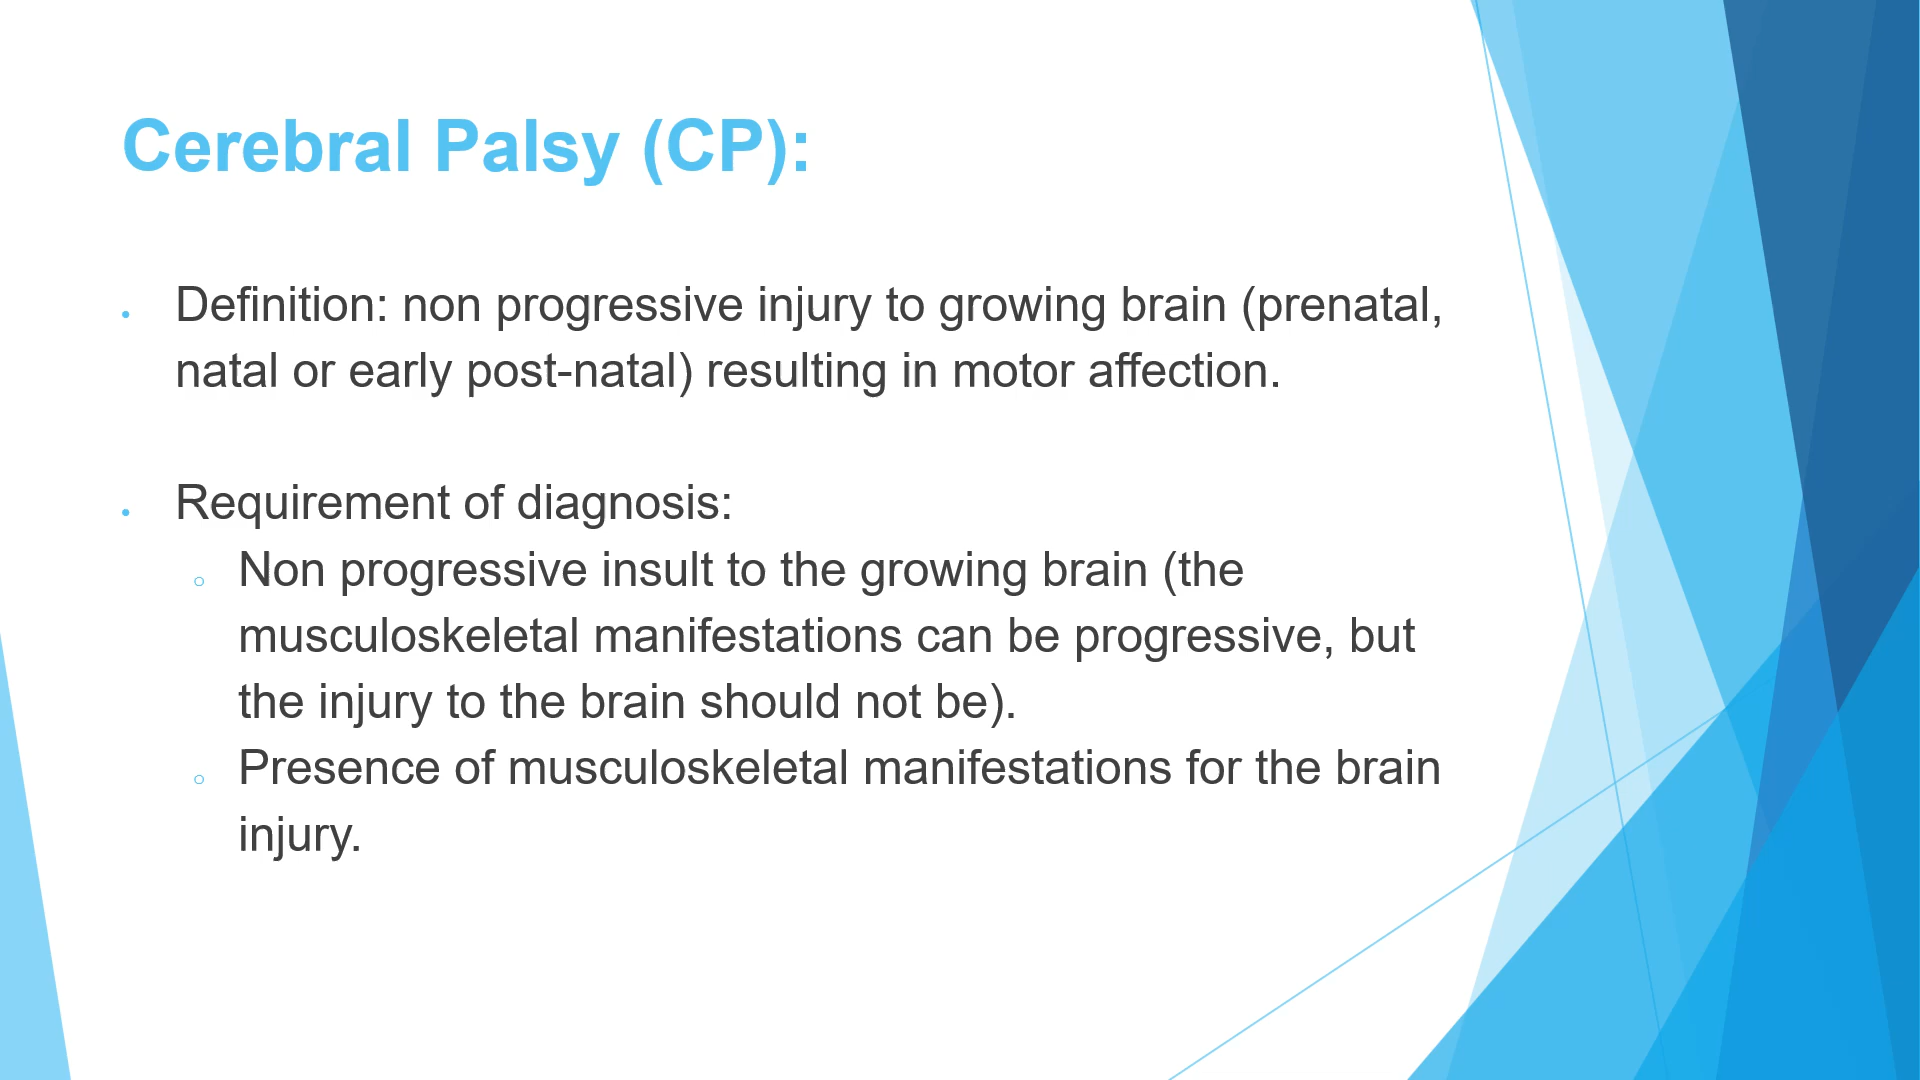 Cerebral Palsy (CP):
• Definition: non progressive injury to growing brain (prenatal,
natal or early post-natal) resulting in motor affection.
• Requirement of diagnosis:
○ Non progressive insult to the growing brain (the
musculoskeletal manifestations can be progressive, but
the injury to the brain should not be).
○ Presence of musculoskeletal manifestations for the brain
injury.